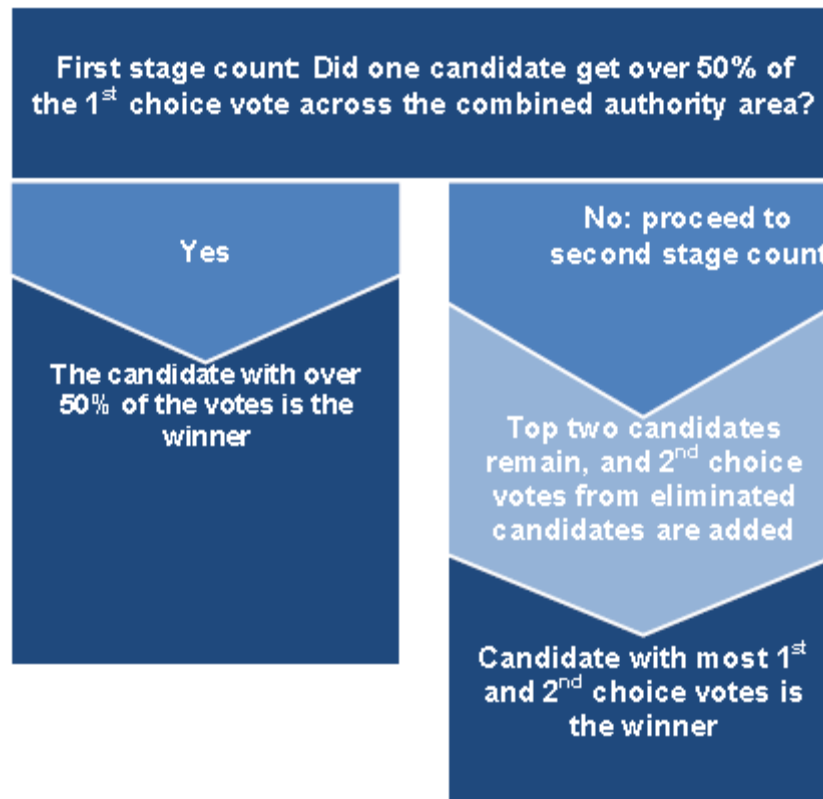 First stage count: Did one candidate get over 50% of
the 1st choice vote across the combined authority area?
Yes
The candidate with over
50% of the votes is the
winner
No: proceed to
second stage count
Top two candidates
remain, and 2nd choice
votes from eliminated
candidates are added
Candidate with most 1st
and 2nd choice votes is
the winner